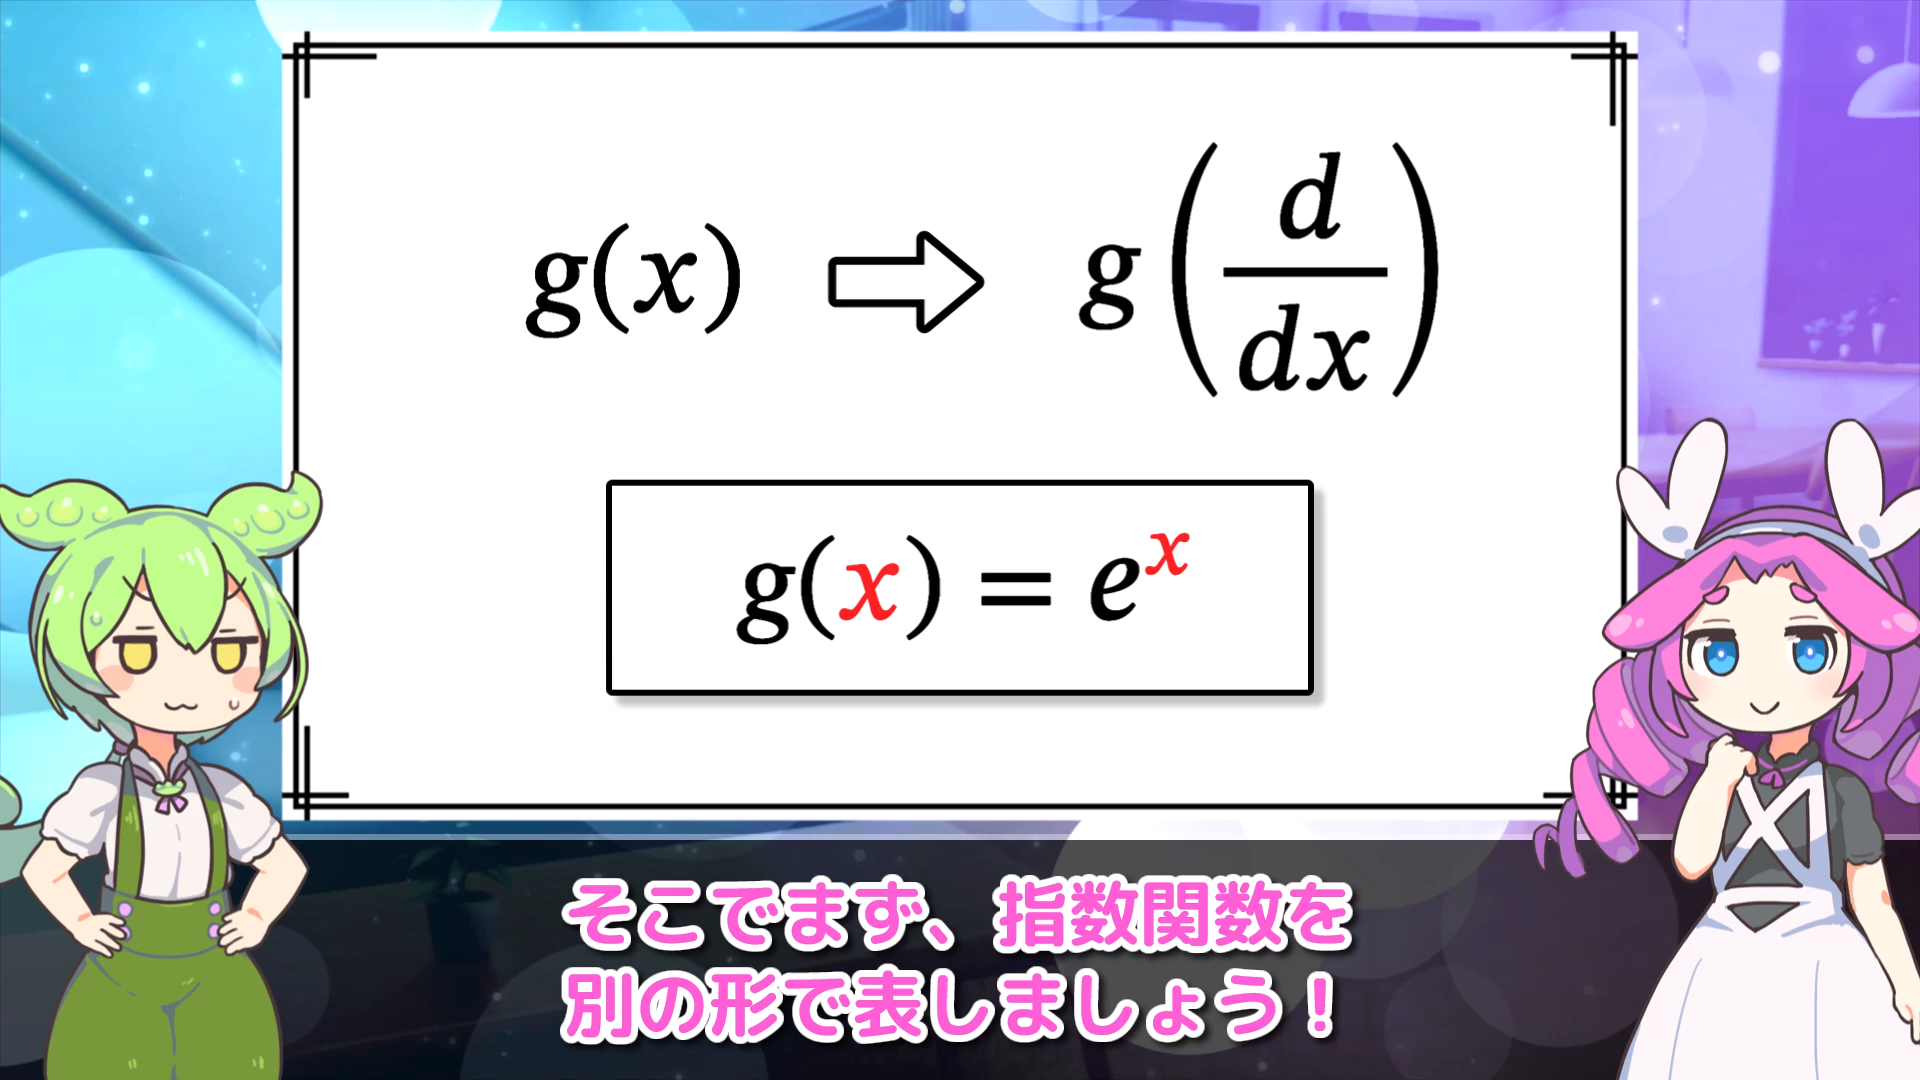 g(x) ⇨ g(d/dx)
g(x) = e^x
そこでまず、指数関数を
別の形で表しましょう！